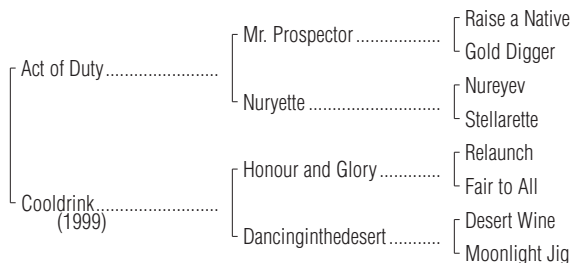 Raise a Native
Mr. Prospector ..................
Gold Digger
Act of Duty ........................
Nureyev
Nuryette ............................
Stellarette
Relaunch
Honour and Glory .............
Fair to All
Cooldrink..........................
(1999)
Desert Wine
Dancinginthedesert ...........
Moonlight Jig